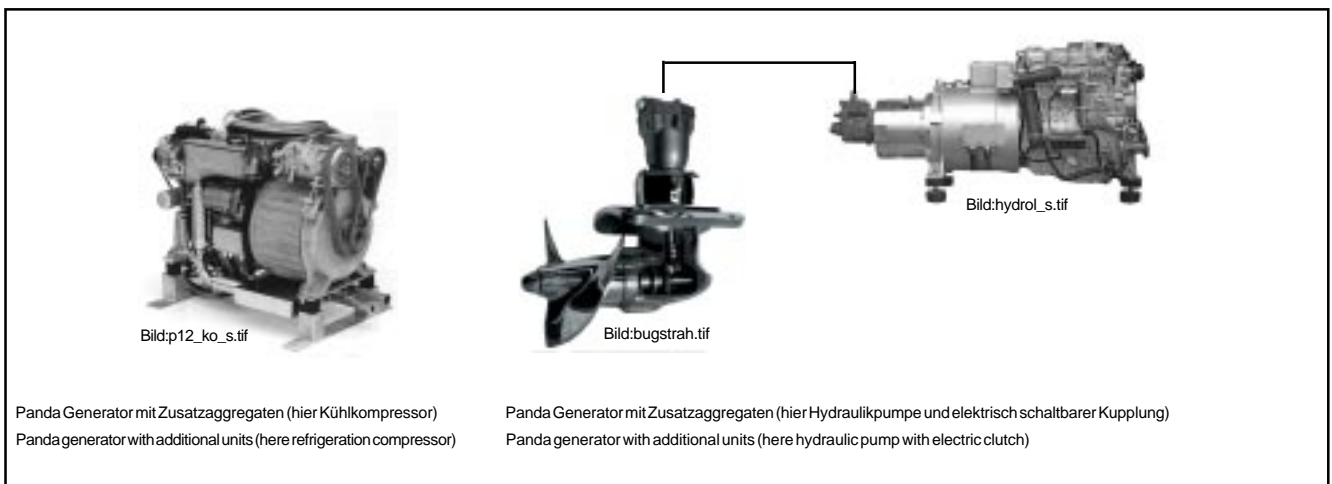 Bild:hydrol_s.tif
Bild:p12_ko_s.tif
Bild:bugstrah.tif
Panda Generator mit Zusatzaggregaten (hier Kühlkompressor)
Panda generator with additional units (here refrigeration compressor)
Panda Generator mit Zusatzaggregaten (hier Hydraulikpumpe und elektrisch schaltbarer Kupplung)
Panda generator with additional units (here hydraulic pump with electric clutch)